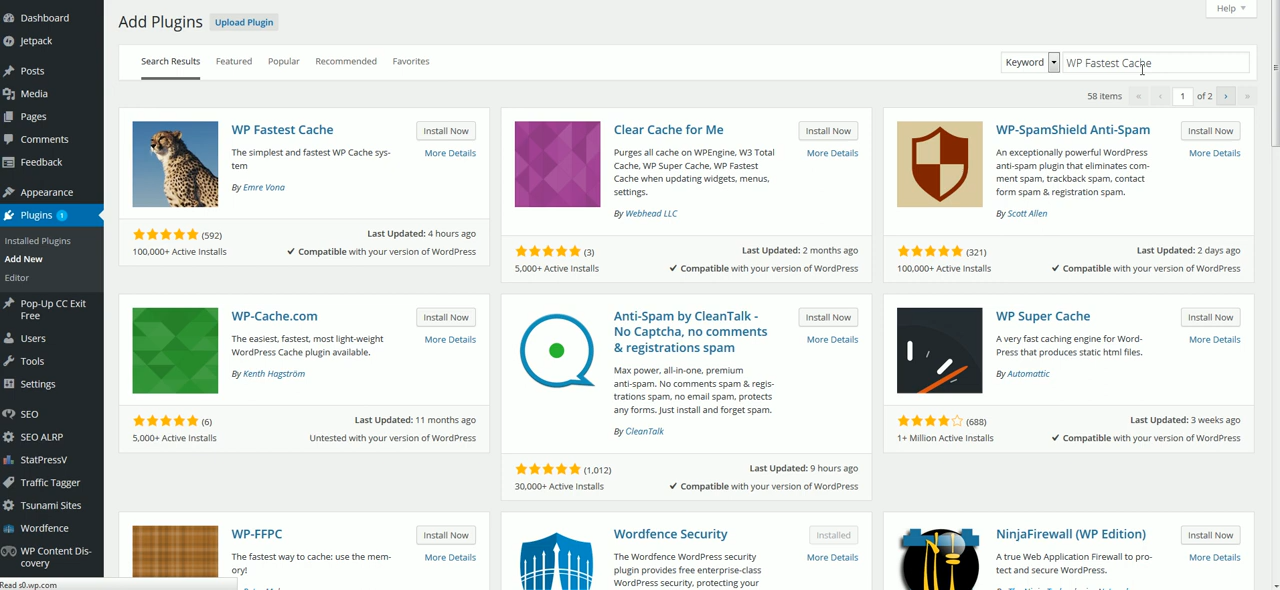 Dashboard
Jetpack
Posts
Media
Pages
Comments
Feedback
Appearance
Plugins 1
Installed Plugins
Add New
Editor
Pop-Up CC Exit
Free
Users
Tools
Settings
SEO
SEO ALRP
StatPressV
Traffic Tagger
Tsunami Sites
Wordfence
WP Content Dis-
covery
Read s0.wp.com
Add Plugins Upload Plugin
Help
Search Results Featured Popular Recommended Favorites
Keyword WP Fastest Cache
58 items « ‹ 1 of 2 › »
WP Fastest Cache
Install Now
More Details
The simplest and fastest WP Cache sys-
tem
By Emre Vona
(592)
Last Updated: 4 hours ago
100,000+ Active Installs
✓ Compatible with your version of WordPress
Clear Cache for Me
Install Now
More Details
Purges all cache on WPEngine, W3 Total
Cache, WP Super Cache, WP Fastest
Cache when updating widgets, menus,
settings.
By Webhead LLC
(3)
Last Updated: 2 months ago
5,000+ Active Installs
✓ Compatible with your version of WordPress
WP-SpamShield Anti-Spam
Install Now
More Details
An exceptionally powerful WordPress
anti-spam plugin that eliminates com-
ment spam, trackback spam, contact
form spam & registration spam.
By Scott Allen
(321)
Last Updated: 2 days ago
100,000+ Active Installs
✓ Compatible with your version of WordPress
WP-Cache.com
Install Now
More Details
The easiest, fastest, most light-weight
WordPress Cache plugin available.
By Kenth Hagström
(6)
Last Updated: 11 months ago
5,000+ Active Installs
Untested with your version of WordPress
Anti-Spam by CleanTalk -
No Captcha, no comments
& registrations spam
Install Now
More Details
Max power, all-in-one, premium
anti-spam. No comments spam & regis-
trations spam, no email spam, protects
any forms. Just install and forget spam.
By CleanTalk
(1,012)
Last Updated: 9 hours ago
30,000+ Active Installs
✓ Compatible with your version of WordPress
WP Super Cache
Install Now
More Details
A very fast caching engine for Word-
Press that produces static html files.
By Automattic
(688)
Last Updated: 3 weeks ago
1+ Million Active Installs
✓ Compatible with your version of WordPress
WP-FFPC
Install Now
More Details
The fastest way to cache: use the mem-
ory!
Wordfence Security
Installed
More Details
The Wordfence WordPress security
plugin provides free enterprise-class
WordPress security, protecting your
NinjaFirewall (WP Edition)
Install Now
More Details
A true Web Application Firewall to pro-
tect and secure WordPress.